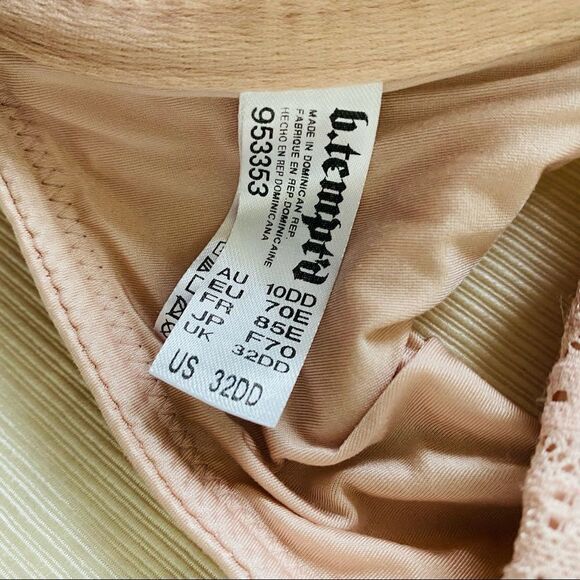 b.tempt'd
MADE IN DOMINICAN REP
FABRIQUE EN REP.DOMINICAINE
HECHO EN REP.DOMINICANA
953353
AU 10DD
EU 70E
FR 85E
JP F70
UK 32DD
US 32DD